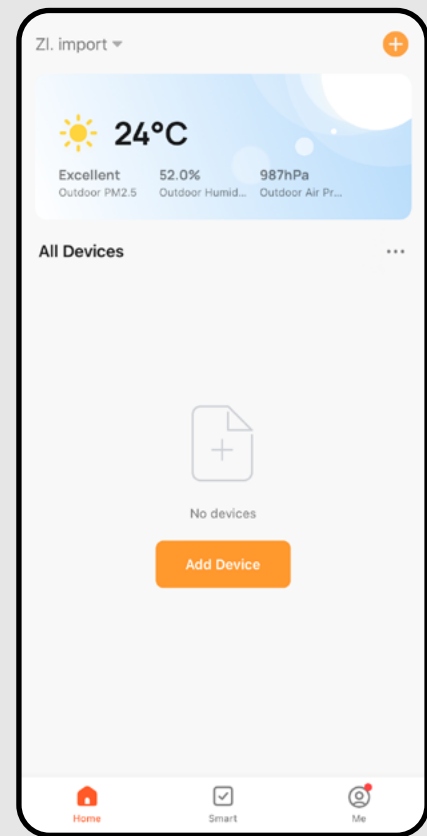 Zl. import
24°C
Excellent 52.0% 987hPa
Outdoor PM2.5 Outdoor Humid... Outdoor Air Pr...
All Devices
No devices
Add Device
Home Smart Me